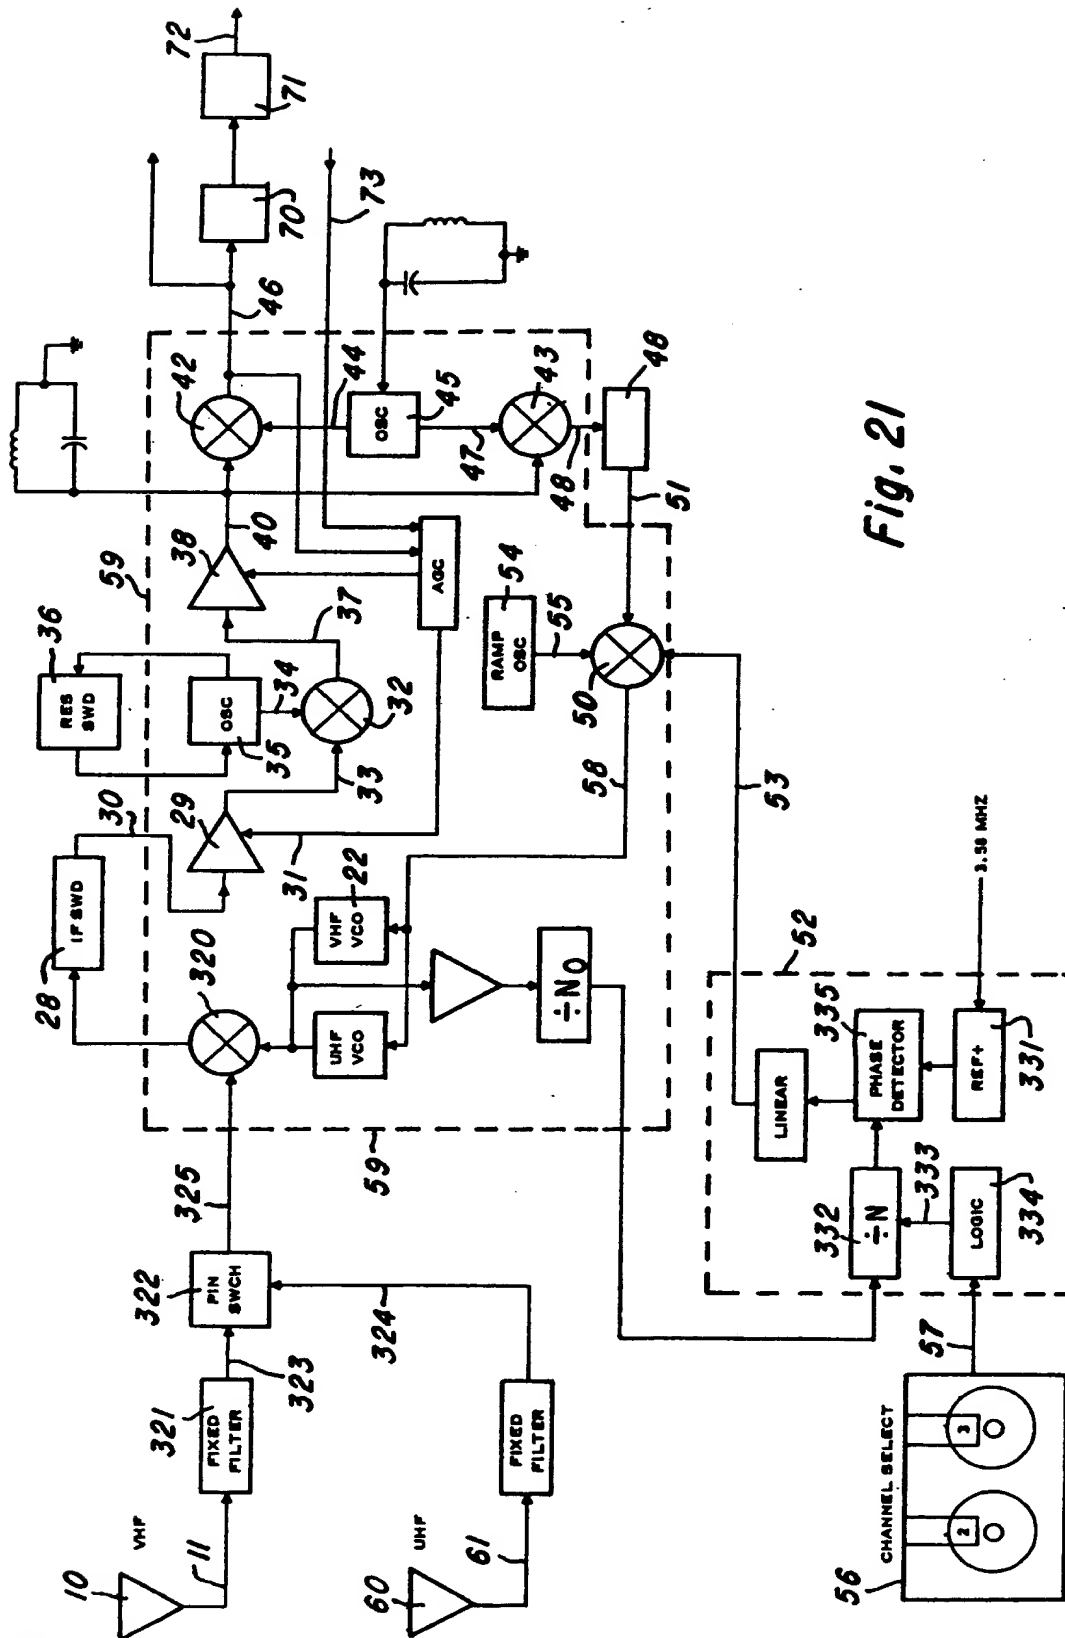 10
VHF
11
FIXED
FILTER
321
323
PIN
SWCH
322
325
324
60
UHF
61
FIXED
FILTER
28
IF SWD
30
320
29
31
33
RES
SWD
36
OSC
35
34
32
37
38
40
59
AGC
42
44
OSC
45
47
43
48
46
70
71
72
73
48
51
RAMP
OSC
54
55
50
58
53
UHF
VCO
VHF
VCO
22
÷N0
59
52
LINEAR
PHASE
DETECTOR
335
÷N
332
333
LOGIC
334
REF÷
331
3.58 MHZ
57
CHANNEL SELECT
56
2
3
Fig. 21